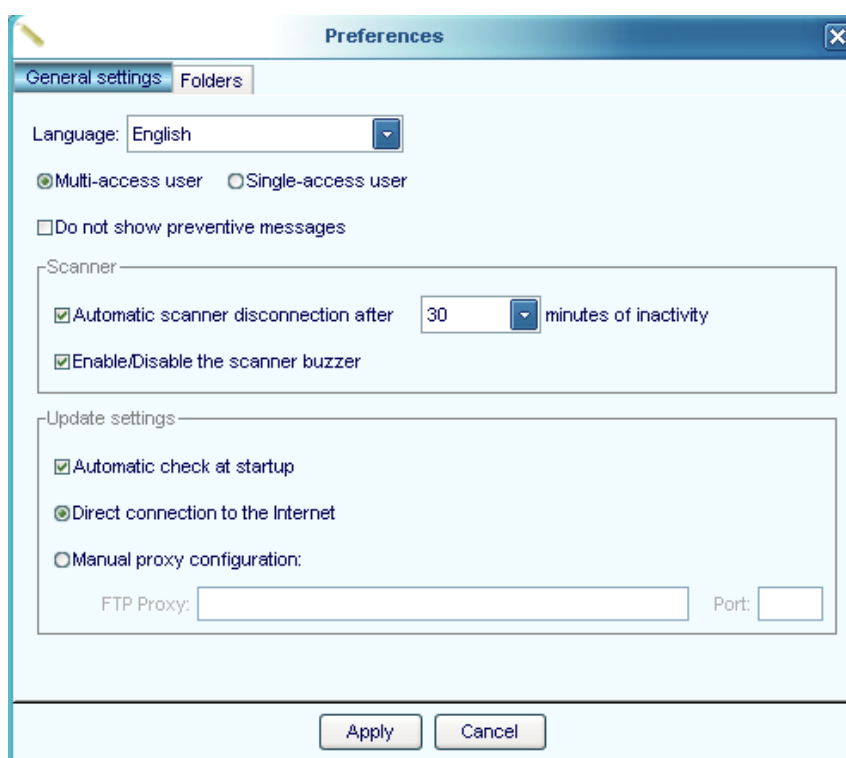 Preferences
General settings Folders
Language: English
Multi-access user Single-access user
Do not show preventive messages
Scanner
Automatic scanner disconnection after 30 minutes of inactivity
Enable/Disable the scanner buzzer
Update settings
Automatic check at startup
Direct connection to the Internet
Manual proxy configuration:
FTP Proxy: Port:
Apply Cancel